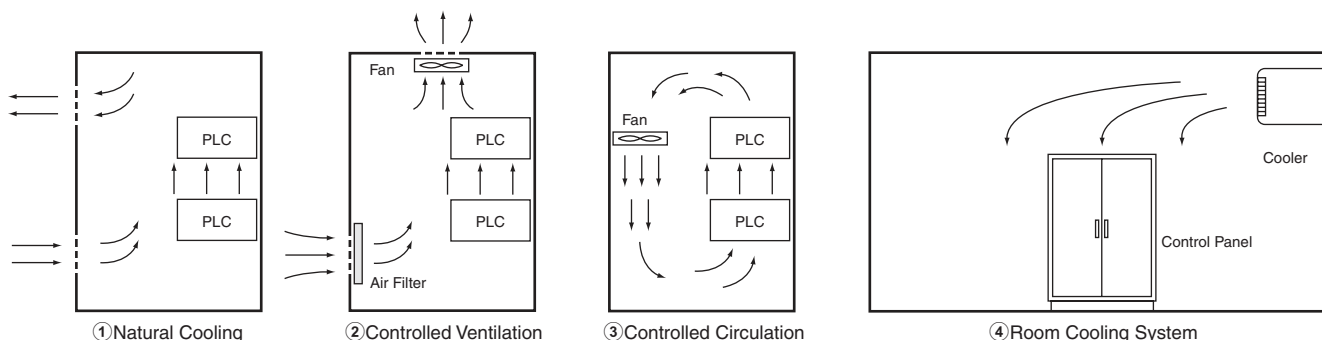 PLC
PLC
①Natural Cooling
Fan
PLC
PLC
Air Filter
②Controlled Ventilation
Fan
PLC
PLC
③Controlled Circulation
Cooler
Control Panel
④Room Cooling System